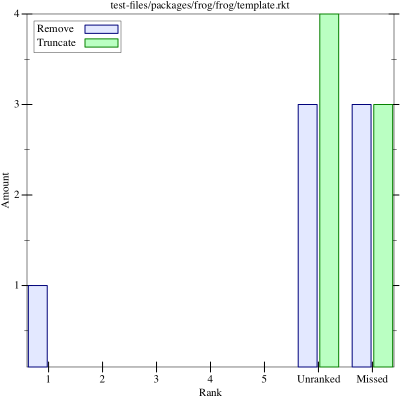 test-files/packages/frog/frog/template.rkt
Remove
Truncate
4
3
2
1
Amount
1 2 3 4 5 Unranked Missed
Rank